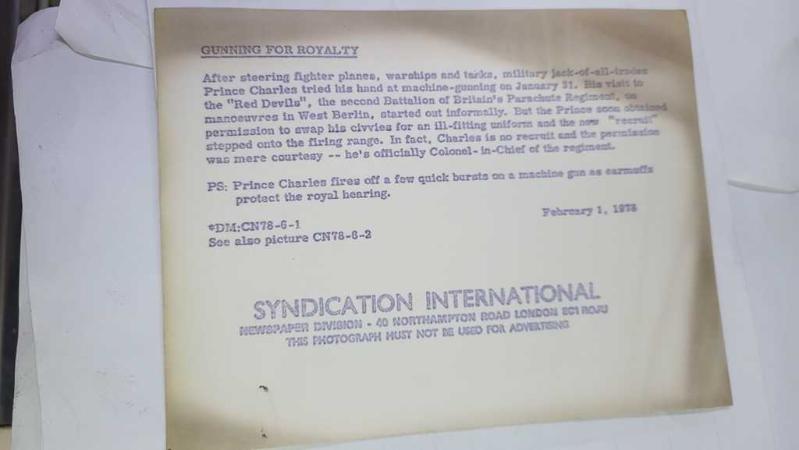 GUNNING FOR ROYALTY
After steering fighter planes, warships and tanks, military jack-of-all-trades
Prince Charles tried his hand at machine-gunning on January 31. His visit to
the "Red Devils", the second Battalion of Britain's Parachute Regiment, on
manoeuvres in West Berlin, started out informally. But the Prince soon obtained
permission to swap his civvies for an ill-fitting uniform and the new "recruit"
stepped onto the firing range. In fact, Charles is no recruit and the permission
was mere courtesy -- he's officially Colonel-in-Chief of the regiment.
PS: Prince Charles fires off a few quick bursts on a machine gun as earmuffs
protect the royal hearing.
February 1, 1978
*DM:CN78-6-1
See also picture CN78-6-2
SYNDICATION INTERNATIONAL
NEWSPAPER DIVISION - 40 NORTHAMPTON ROAD LONDON EC1 ROJU
THIS PHOTOGRAPH MUST NOT BE USED FOR ADVERTISING